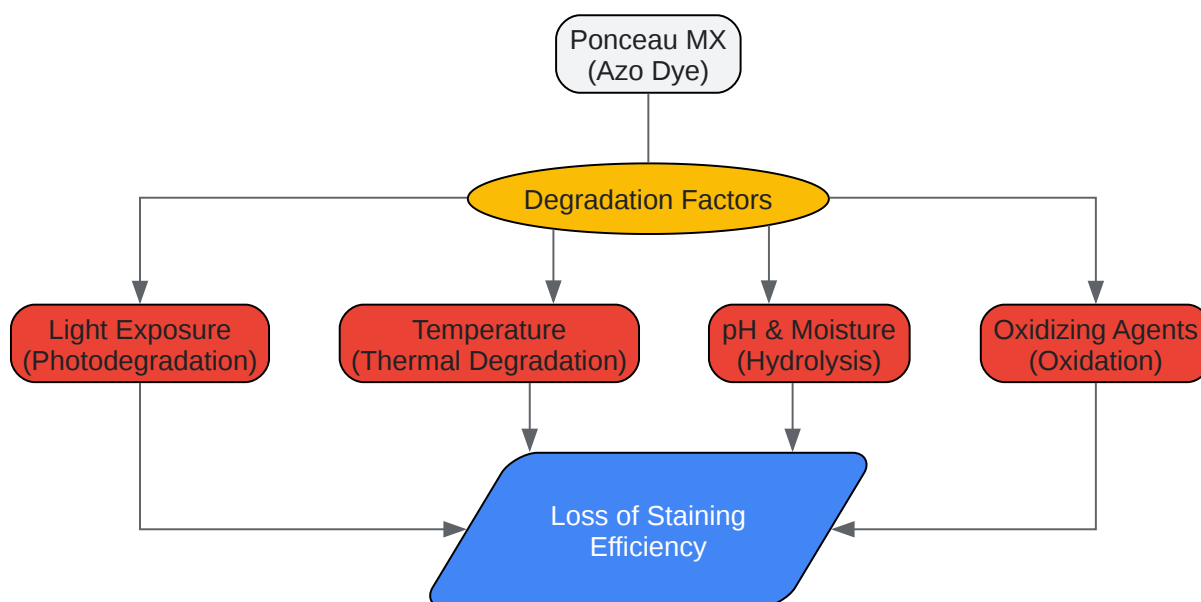 Ponceau MX
(Azo Dye)
Degradation Factors
Light Exposure
(Photodegradation)
Temperature
(Thermal Degradation)
pH & Moisture
(Hydrolysis)
Oxidizing Agents
(Oxidation)
Loss of Staining
Efficiency